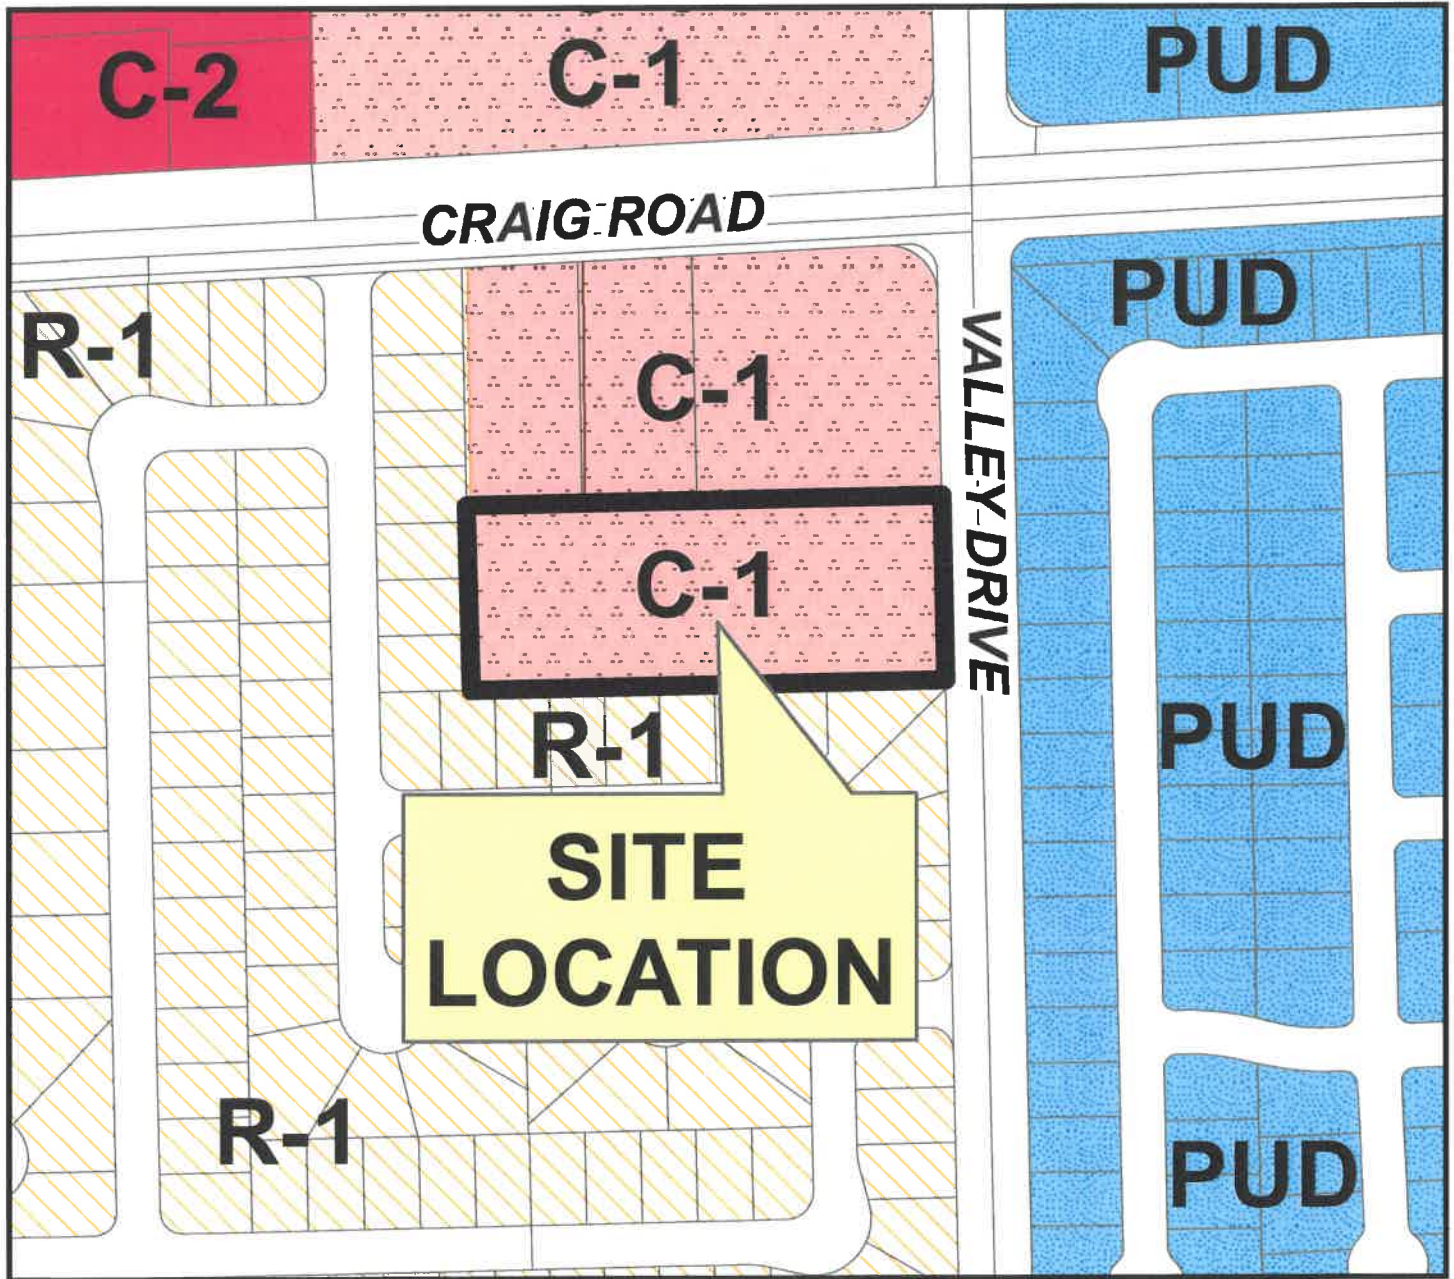 C-2
C-1
PUD
CRAIG ROAD
PUD
R-1
C-1
VALLEY DRIVE
C-1
R-1
PUD
SITE
LOCATION
R-1
PUD